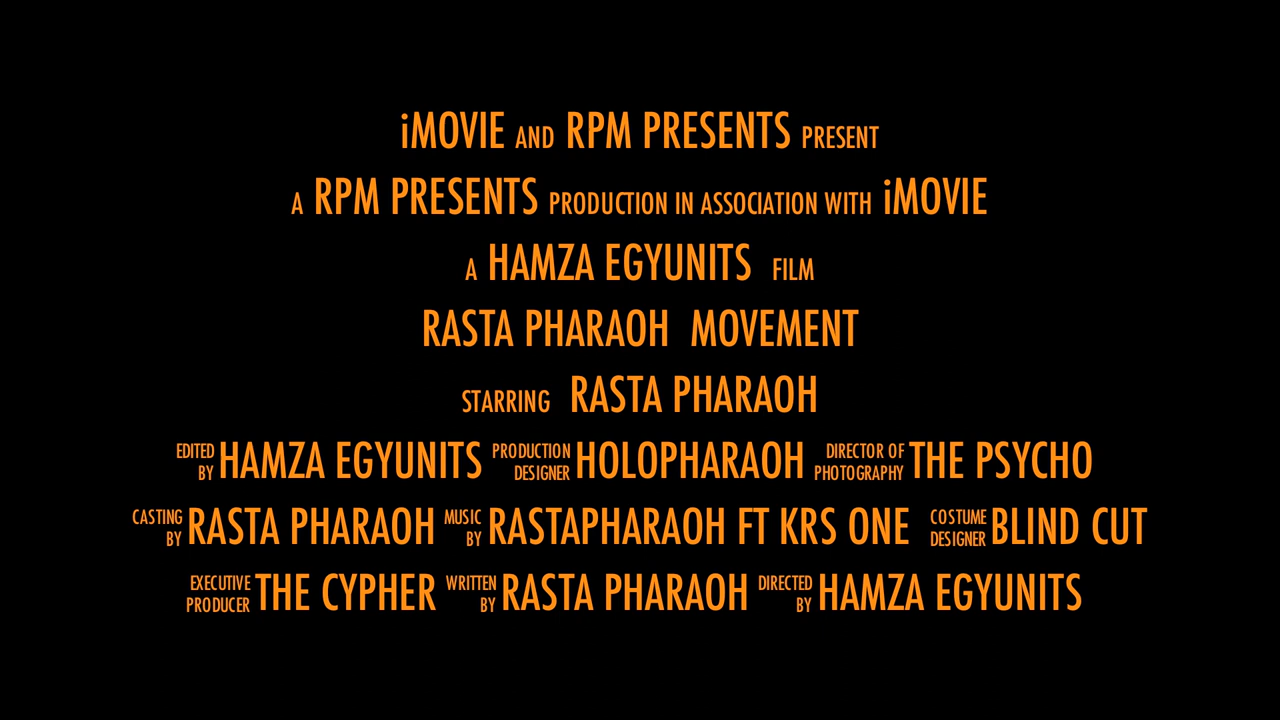 iMOVIE AND RPM PRESENTS PRESENT
A RPM PRESENTS PRODUCTION IN ASSOCIATION WITH iMOVIE
A HAMZA EGYUNITS FILM
RASTA PHARAOH MOVEMENT
STARRING RASTA PHARAOH
EDITED BY HAMZA EGYUNITS PRODUCTION DESIGNER HOLOPHARAOH DIRECTOR OF PHOTOGRAPHY THE PSYCHO
CASTING BY RASTA PHARAOH MUSIC BY RASTAPHARAOH FT KRS ONE COSTUME DESIGNER BLIND CUT
EXECUTIVE PRODUCER THE CYPHER WRITTEN BY RASTA PHARAOH DIRECTED BY HAMZA EGYUNITS